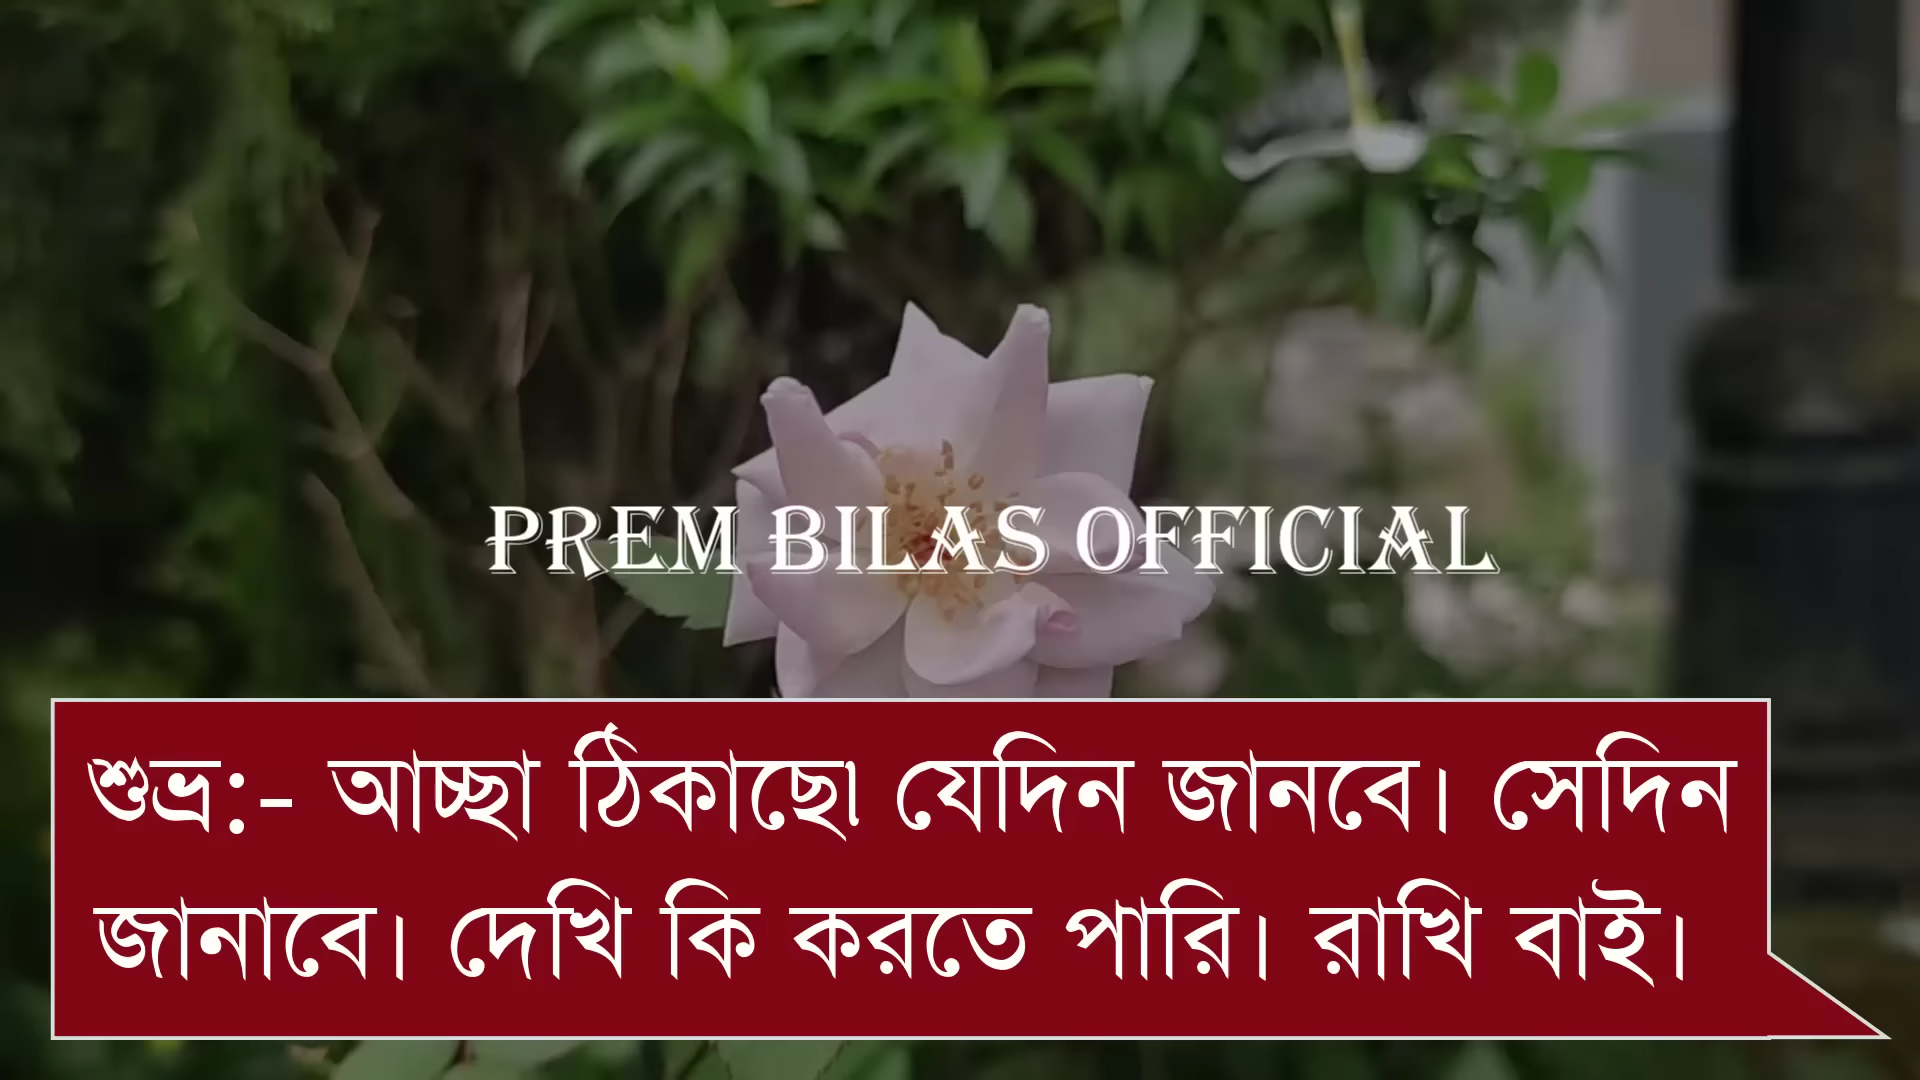 PREM BILAS OFFICIAL
শুভ্র:- আচ্ছা ঠিকাছে৷ যেদিন জানবে। সেদিন
জানাবে। দেখি কি করতে পারি। রাখি বাই।